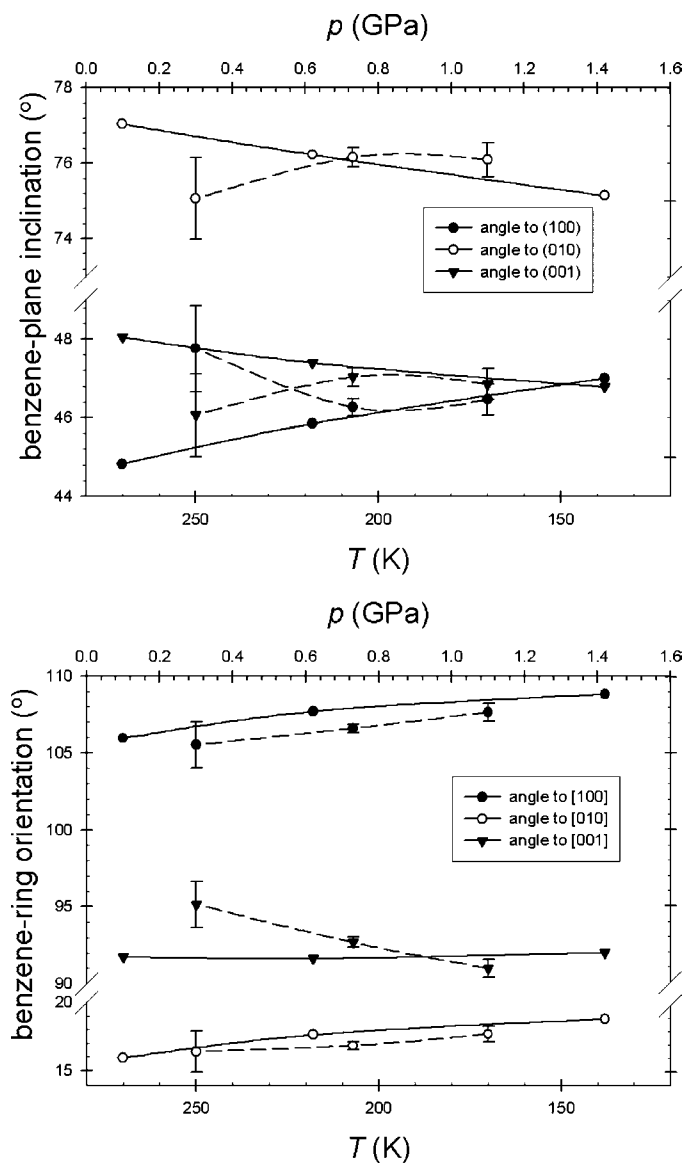 p (GPa)
0.0 0.2 0.4 0.6 0.8 1.0 1.2 1.4 1.6
benzene-plane inclination (°)
78
76
74
48
46
44
angle to (100)
angle to (010)
angle to (001)
250 200 150
T (K)
p (GPa)
0.0 0.2 0.4 0.6 0.8 1.0 1.2 1.4 1.6
benzene-ring orientation (°)
110
105
100
95
90
20
15
angle to [100]
angle to [010]
angle to [001]
250 200 150
T (K)